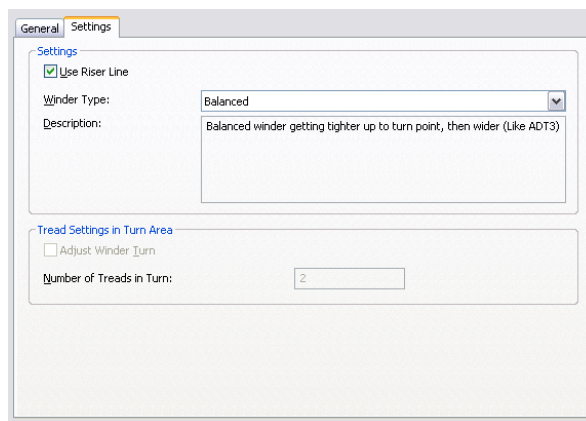 General Settings
Settings
Use Riser Line
Winder Type: Balanced
Description: Balanced winder getting tighter up to turn point, then wider (Like ADT3)
Tread Settings in Turn Area
Adjust Winder Turn
Number of Treads in Turn: 2